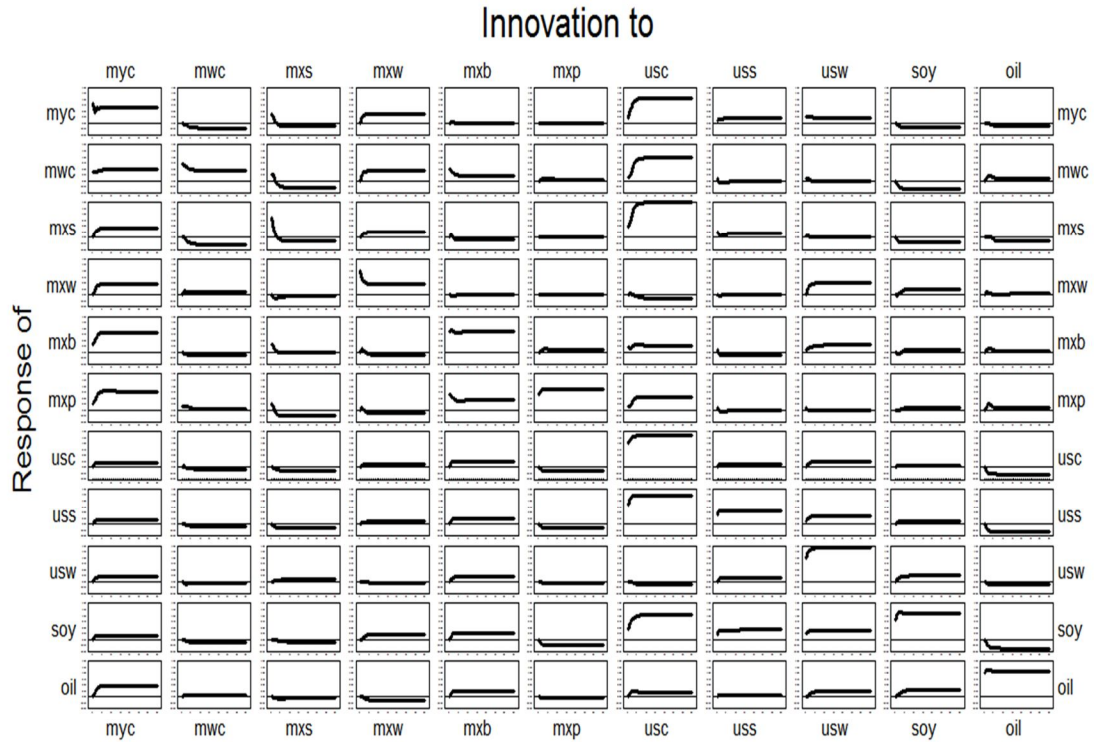 Innovation to
myc mwc mxs mxw mxb mxp usc uss usw soy oil
Response of
myc myc
mwc mwc
mxs mxs
mxw mxw
mxb mxb
mxp mxp
usc usc
uss uss
usw usw
soy soy
oil oil
myc mwc mxs mxw mxb mxp usc uss usw soy oil